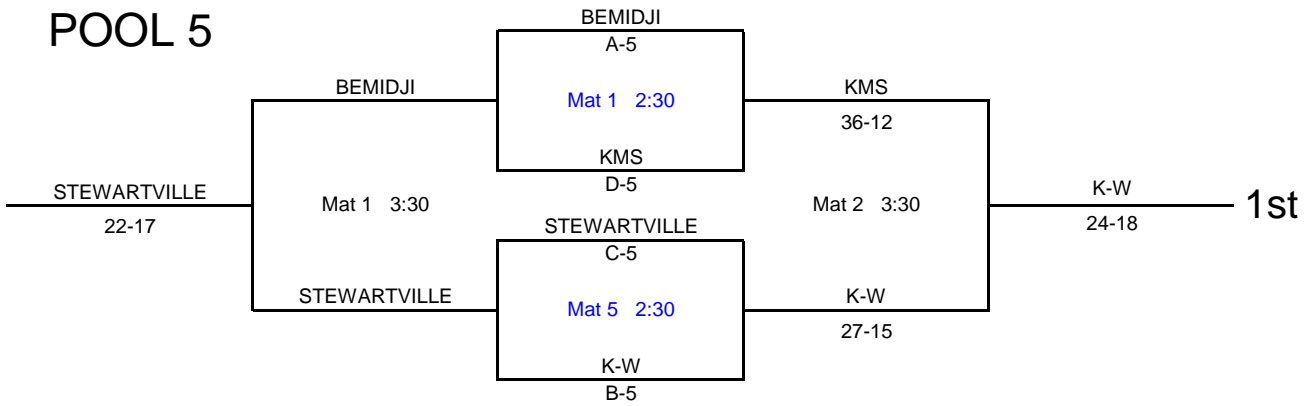 POOL 5
BEMIDJI
A-5
BEMIDJI
Mat 1 2:30
KMS
36-12
KMS
D-5
STEWARTVILLE
22-17
Mat 1 3:30
Mat 2 3:30
K-W
24-18
1st
STEWARTVILLE
C-5
STEWARTVILLE
Mat 5 2:30
K-W
27-15
K-W
B-5